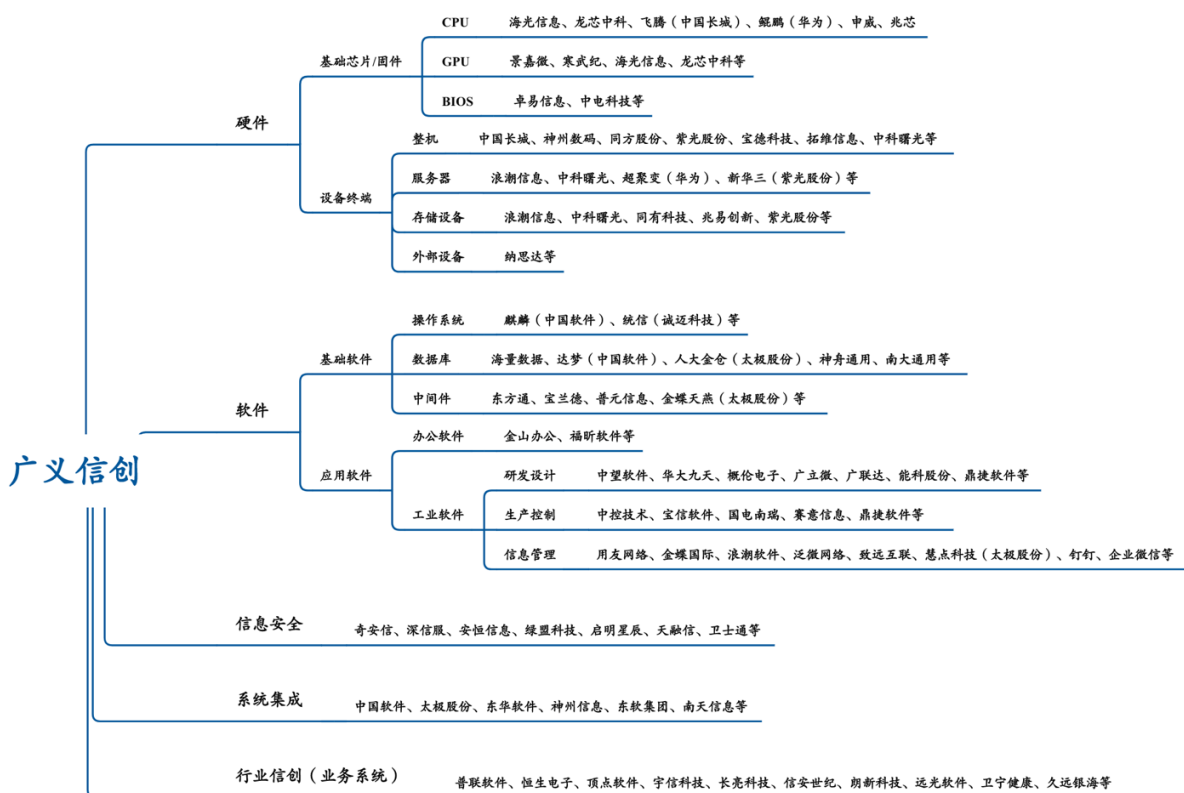 CPU 海光信息、龙芯中科、飞腾（中国长城）、鲲鹏（华为）、申威、兆芯
基础芯片/固件
GPU 景嘉微、寒武纪、海光信息、龙芯中科等
BIOS 卓易信息、中电科技等
硬件
整机 中国长城、神州数码、同方股份、紫光股份、宝德科技、拓维信息、中科曙光等
服务器 浪潮信息、中科曙光、超聚变（华为）、新华三（紫光股份）等
设备终端
存储设备 浪潮信息、中科曙光、同有科技、兆易创新、紫光股份等
外部设备 纳思达等
操作系统 麒麟（中国软件）、统信（诚迈科技）等
基础软件
数据库 海量数据、达梦（中国软件）、人大金仓（太极股份）、神舟通用、南大通用等
中间件 东方通、宝兰德、普元信息、金蝶天燕（太极股份）等
软件
办公软件 金山办公、福昕软件等
广义信创
应用软件
研发设计 中望软件、华大九天、概伦电子、广立微、广联达、能科股份、鼎捷软件等
工业软件
生产控制 中控技术、宝信软件、国电南瑞、赛意信息、鼎捷软件等
信息管理 用友网络、金蝶国际、浪潮软件、泛微网络、致远互联、慧点科技（太极股份）、钉钉、企业微信等
信息安全 奇安信、深信服、安恒信息、绿盟科技、启明星辰、天融信、卫士通等
系统集成 中国软件、太极股份、东华软件、神州信息、东软集团、南天信息等
行业信创（业务系统） 普联软件、恒生电子、顶点软件、宇信科技、长亮科技、信安世纪、朗新科技、远光软件、卫宁健康、久远银海等